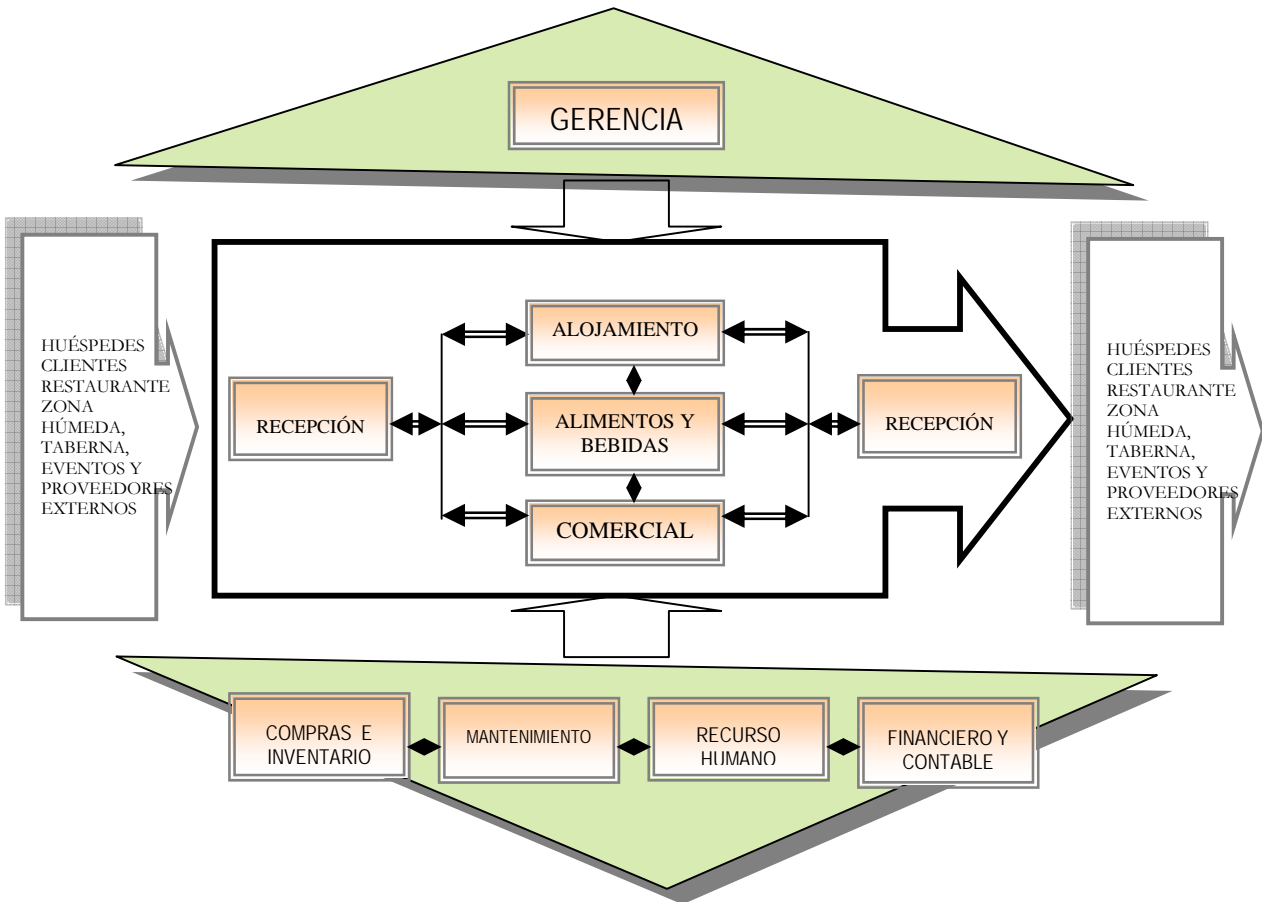 GERENCIA
HUÉSPEDES
CLIENTES
RESTAURANTE
ZONA
HÚMEDA,
TABERNA,
EVENTOS Y
PROVEEDORES
EXTERNOS
RECEPCIÓN
ALOJAMIENTO
ALIMENTOS Y
BEBIDAS
COMERCIAL
RECEPCIÓN
HUÉSPEDES
CLIENTES
RESTAURANTE
ZONA
HÚMEDA,
TABERNA,
EVENTOS Y
PROVEEDORES
EXTERNOS
COMPRAS E
INVENTARIO
MANTENIMIENTO
RECURSO
HUMANO
FINANCIERO Y
CONTABLE